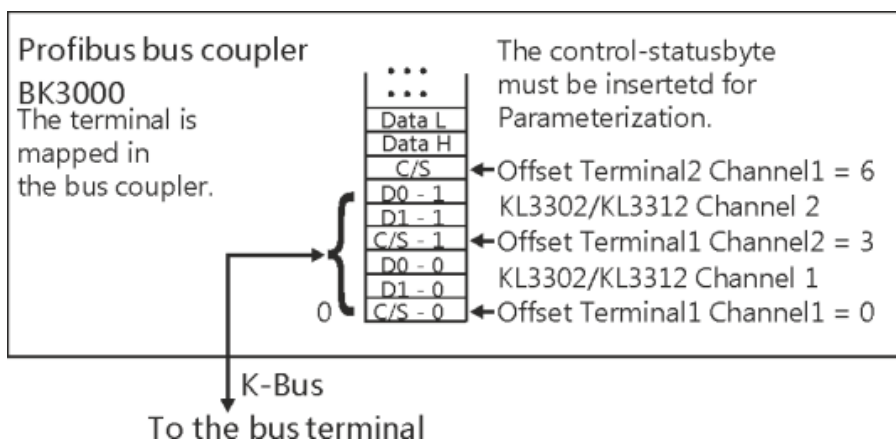 Profibus bus coupler
BK3000
The terminal is
mapped in
the bus coupler.
The control-statusbyte
must be insertetd for
Parameterization.
Data L
Data H
C/S
Offset Terminal2 Channel1 = 6
D0 - 1
KL3302/KL3312 Channel 2
D1 - 1
C/S - 1
Offset Terminal1 Channel2 = 3
D0 - 0
KL3302/KL3312 Channel 1
D1 - 0
0
C/S - 0
Offset Terminal1 Channel1 = 0
K-Bus
To the bus terminal